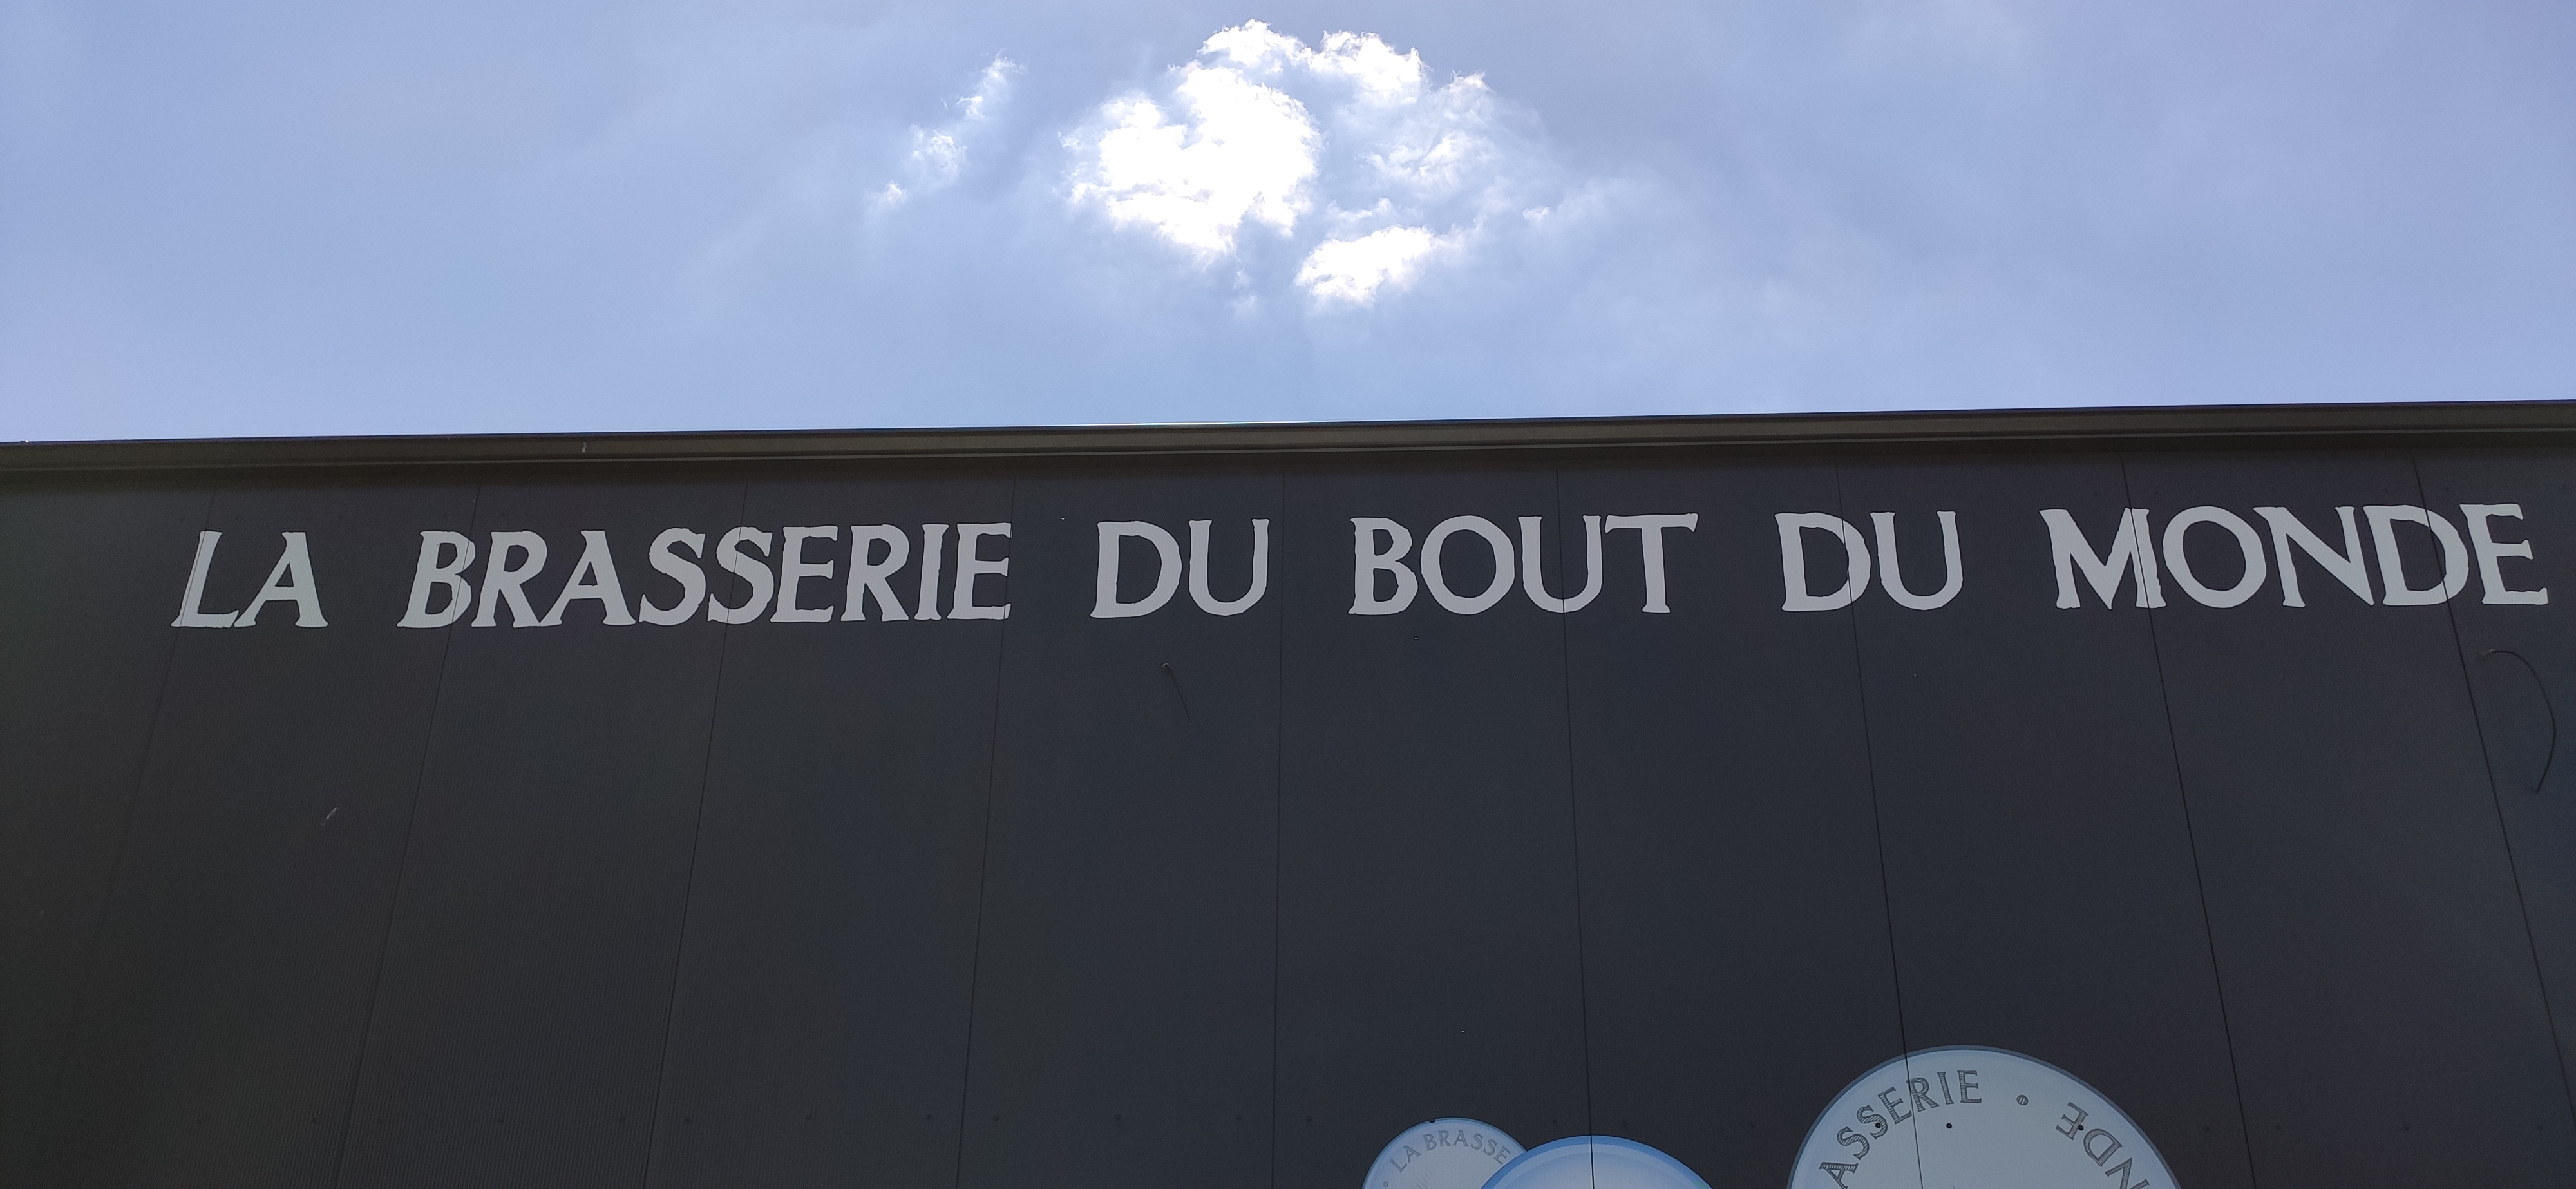 LA BRASSERIE DU BOUT DU MONDE
LA BRASSE
ASSERIE •
NDE